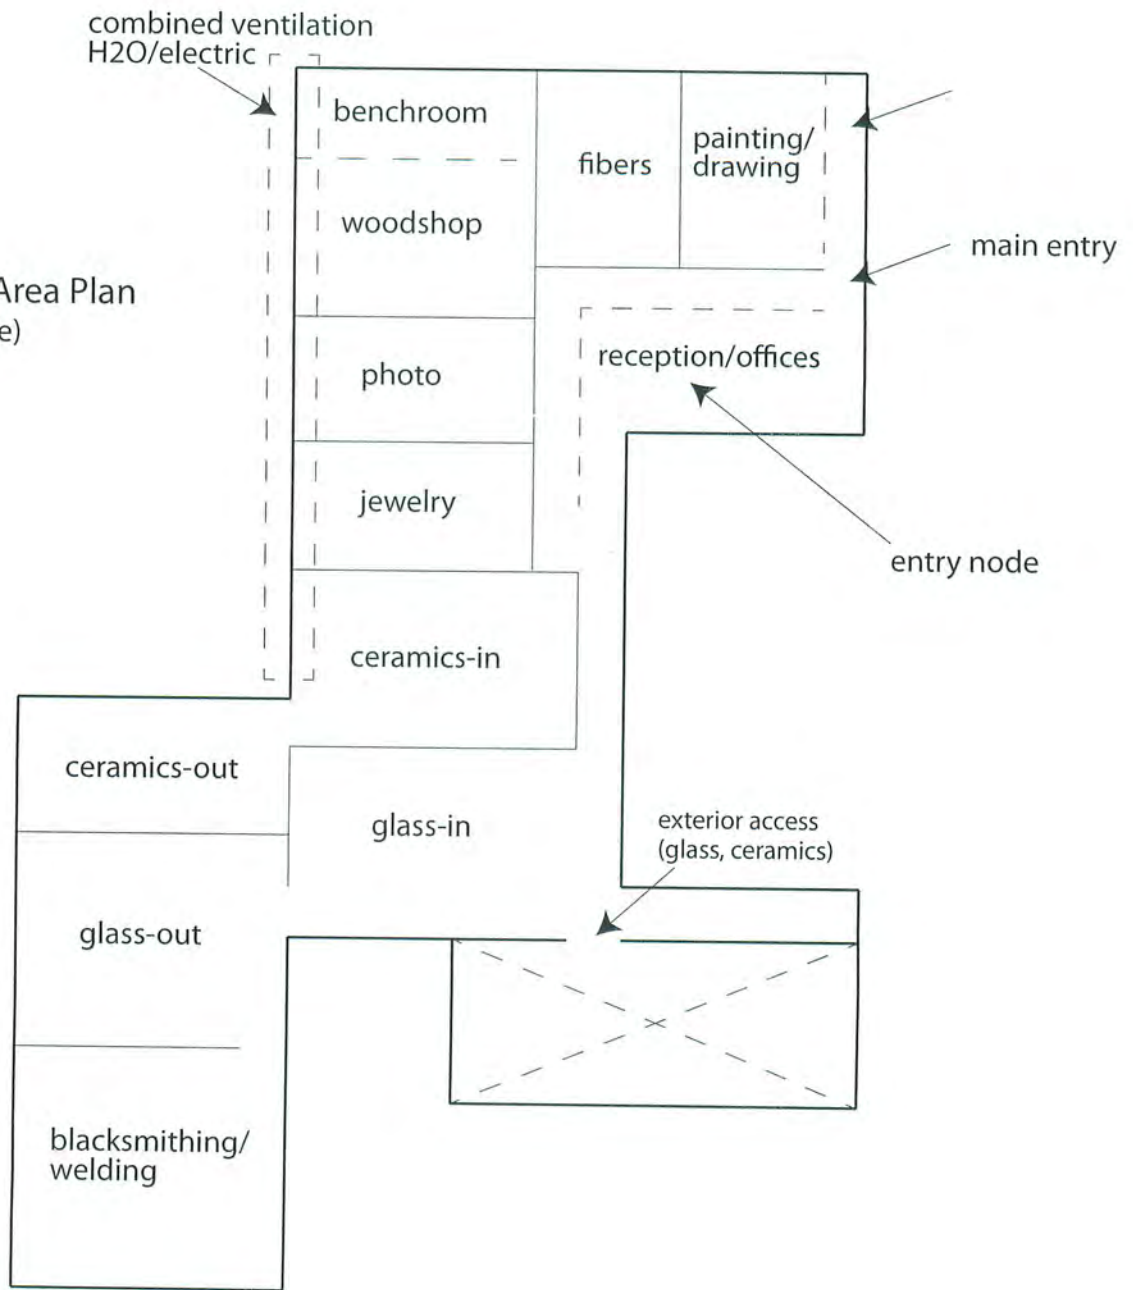 combined ventilation
H2O/electric
benchroom
fibers
painting/
drawing
woodshop
main entry
Area Plan
reception/offices
photo
jewelry
entry node
ceramics-in
ceramics-out
glass-in
exterior access
(glass, ceramics)
glass-out
blacksmithing/
welding